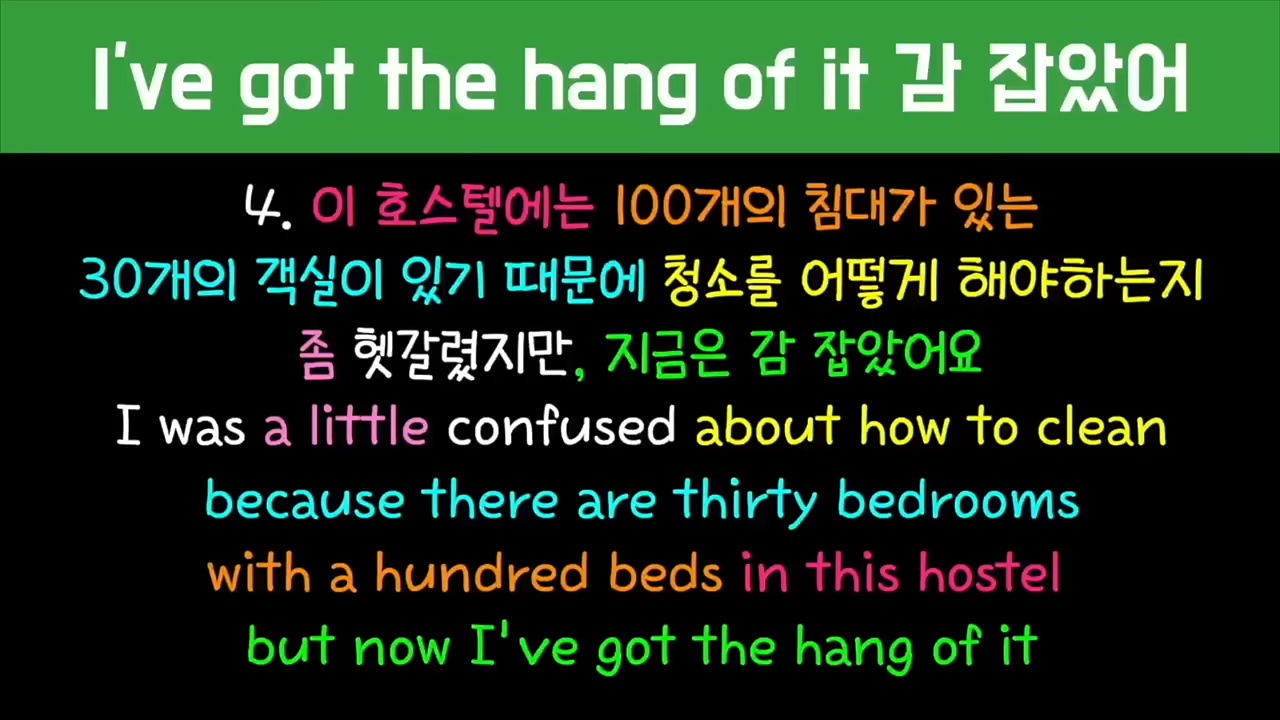 I've got the hang of it 감 잡았어
4. 이 호스텔에는 100개의 침대가 있는
30개의 객실이 있기 때문에 청소를 어떻게 해야하는지
좀 헷갈렸지만, 지금은 감 잡았어요
I was a little confused about how to clean
because there are thirty bedrooms
with a hundred beds in this hostel
but now I've got the hang of it